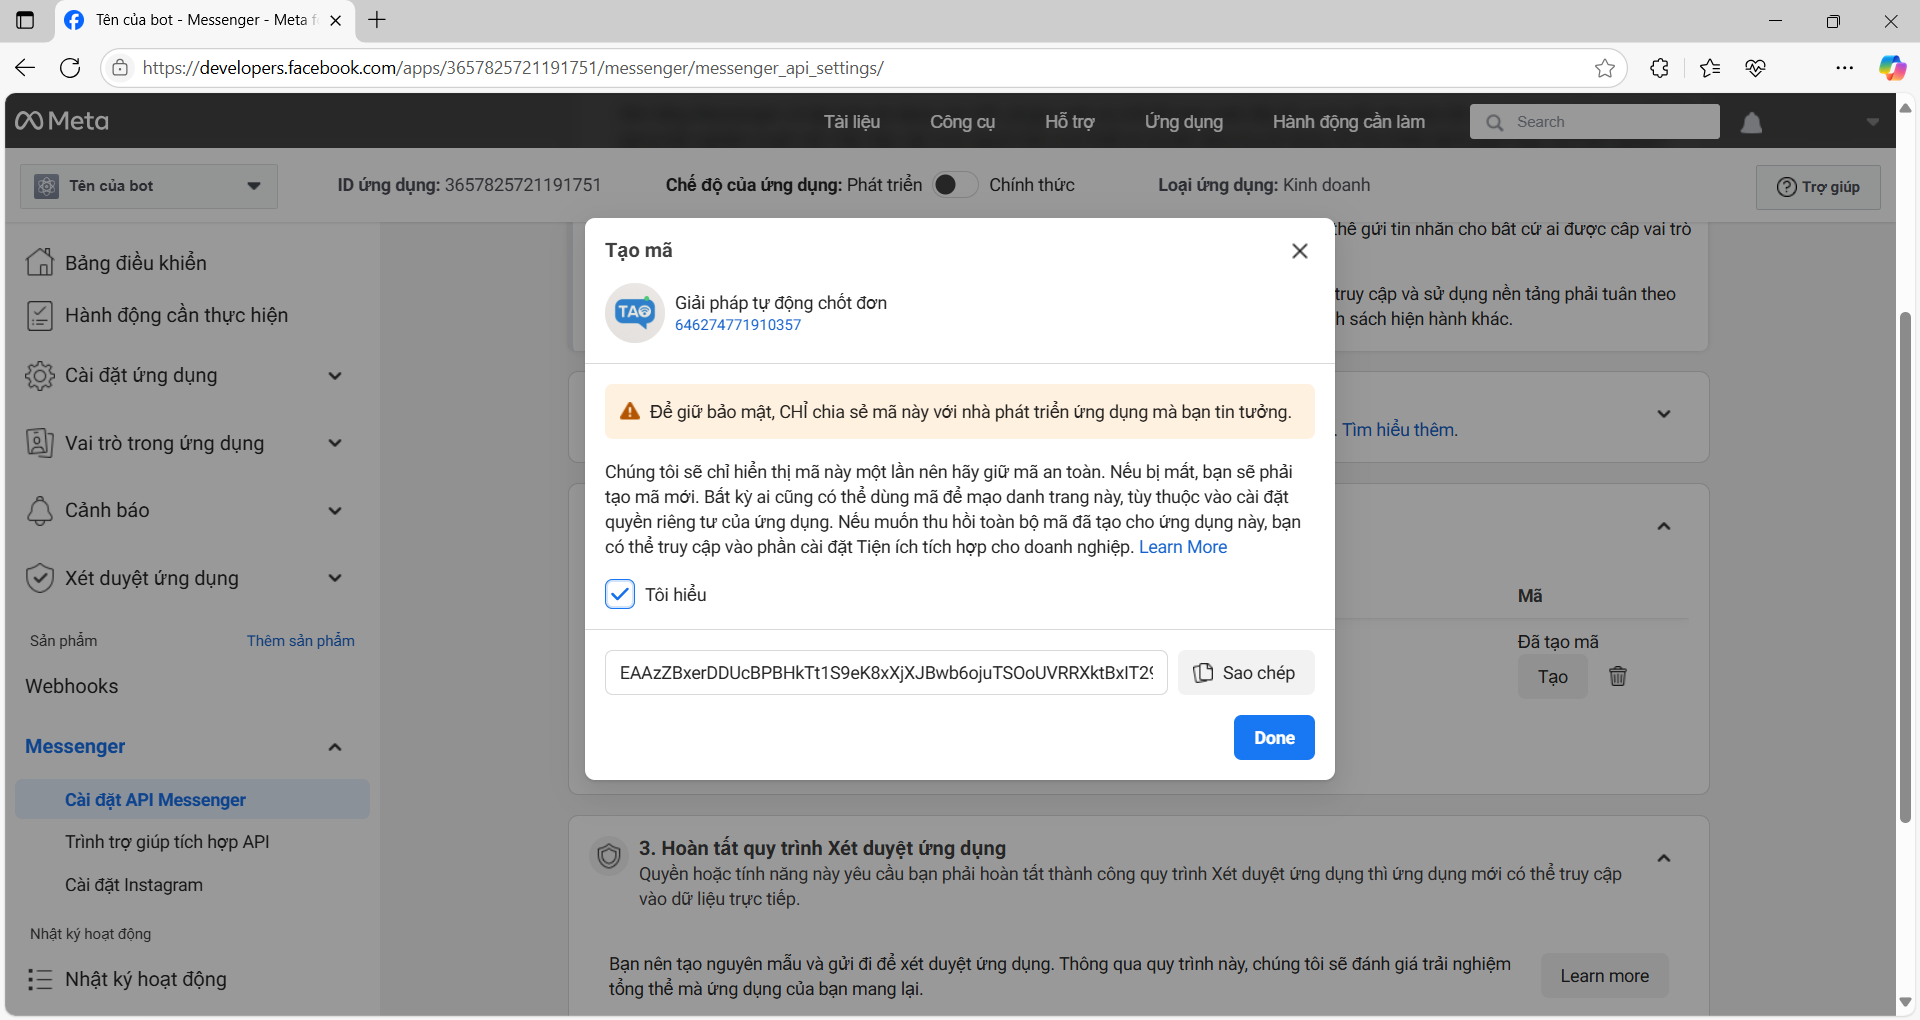 Tên của bot - Messenger - Meta f
https://developers.facebook.com/apps/3657825721191751/messenger/messenger_api_settings/
Meta
Tài liệu
Công cụ
Hỗ trợ
Ứng dụng
Hành động cần làm
Search
Tên của bot
ID ứng dụng: 3657825721191751
Chế độ của ứng dụng: Phát triển
Chính thức
Loại ứng dụng: Kinh doanh
Trợ giúp
Bảng điều khiển
Hành động cần thực hiện
Cài đặt ứng dụng
Vai trò trong ứng dụng
Cảnh báo
Xét duyệt ứng dụng
Sản phẩm
Thêm sản phẩm
Webhooks
Messenger
Cài đặt API Messenger
Trình trợ giúp tích hợp API
Cài đặt Instagram
Nhật ký hoạt động
Nhật ký hoạt động
Tạo mã
TAO
Giải pháp tự động chốt đơn
646274771910357
Để giữ bảo mật, CHỈ chia sẻ mã này với nhà phát triển ứng dụng mà bạn tin tưởng.
Chúng tôi sẽ chỉ hiển thị mã này một lần nên hãy giữ mã an toàn. Nếu bị mất, bạn sẽ phải
tạo mã mới. Bất kỳ ai cũng có thể dùng mã để mạo danh trang này, tùy thuộc vào cài đặt
quyền riêng tư của ứng dụng. Nếu muốn thu hồi toàn bộ mã đã tạo cho ứng dụng này, bạn
có thể truy cập vào phần cài đặt Tiện ích tích hợp cho doanh nghiệp. Learn More
Tôi hiểu
EAAzZBxerDDUcBPBHkTt1S9eK8xXjXJBwb6ojuTSOoUVRRXktBxIT29
Sao chép
Done
thể gửi tin nhắn cho bất cứ ai được cấp vai trò
truy cập và sử dụng nền tảng phải tuân theo
h sách hiện hành khác.
. Tìm hiểu thêm.
Mã
Đã tạo mã
Tạo
3. Hoàn tất quy trình Xét duyệt ứng dụng
Quyền hoặc tính năng này yêu cầu bạn phải hoàn tất thành công quy trình Xét duyệt ứng dụng thì ứng dụng mới có thể truy cập
vào dữ liệu trực tiếp.
Bạn nên tạo nguyên mẫu và gửi đi để xét duyệt ứng dụng. Thông qua quy trình này, chúng tôi sẽ đánh giá trải nghiệm
tổng thể mà ứng dụng của bạn mang lại.
Learn more